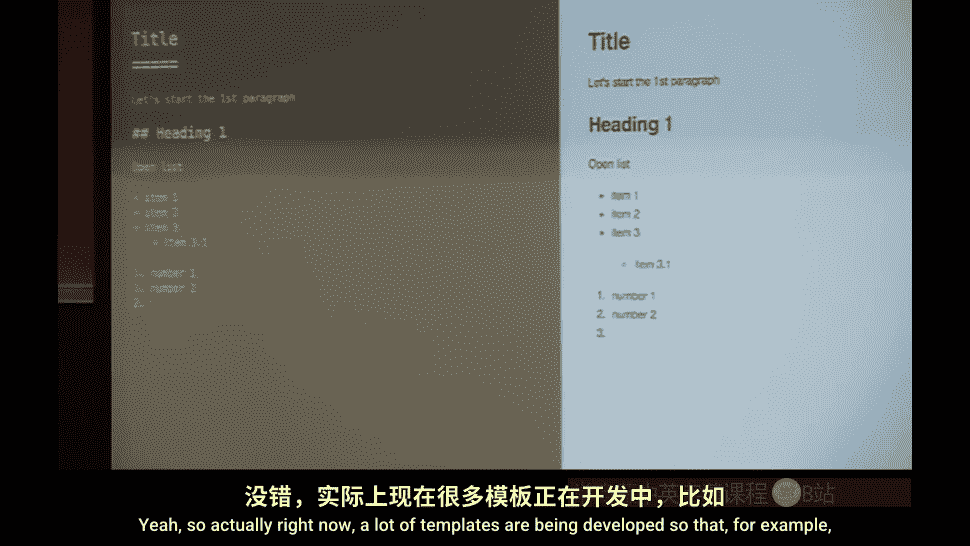 Title
=====
Let's start the 1st paragraph
## Heading 1
Open list
item 1
item 2
item 3
item 3.1
number 1
number 2
2.
Title
Let's start the 1st paragraph
Heading 1
Open list
• item 1
• item 2
• item 3
◦ item 3.1
1. number 1
2. number 2
3.
课程 B站
没错，实际上现在很多模板正在开发中，比如
Yeah, so actually right now, a lot of templates are being developed so that, for example,